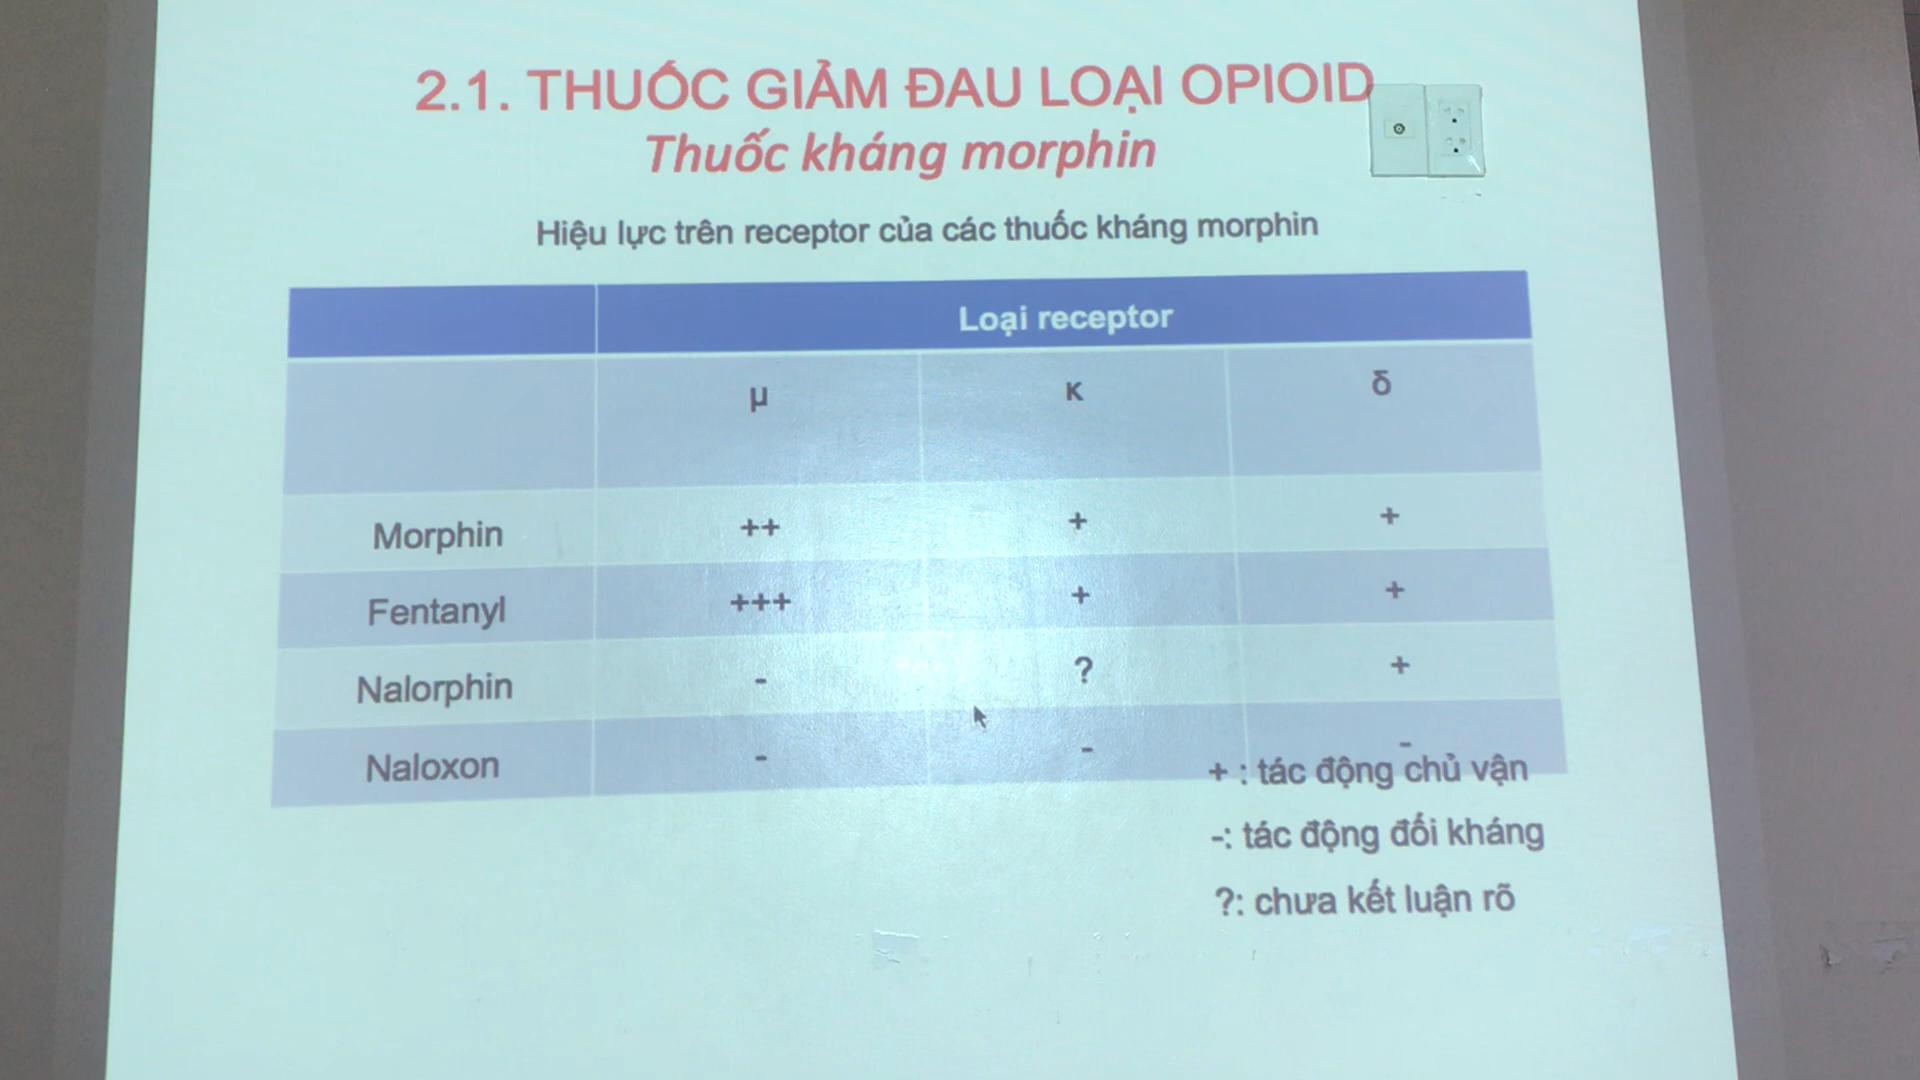 2.1. THUỐC GIẢM ĐAU LOẠI OPIOID
Thuốc kháng morphin
Hiệu lực trên receptor của các thuốc kháng morphin
Loại receptor
μ κ δ
Morphin ++ + +
Fentanyl +++ + +
Nalorphin - ? +
Naloxon - - -
+ : tác động chủ vận
-: tác động đối kháng
?: chưa kết luận rõ